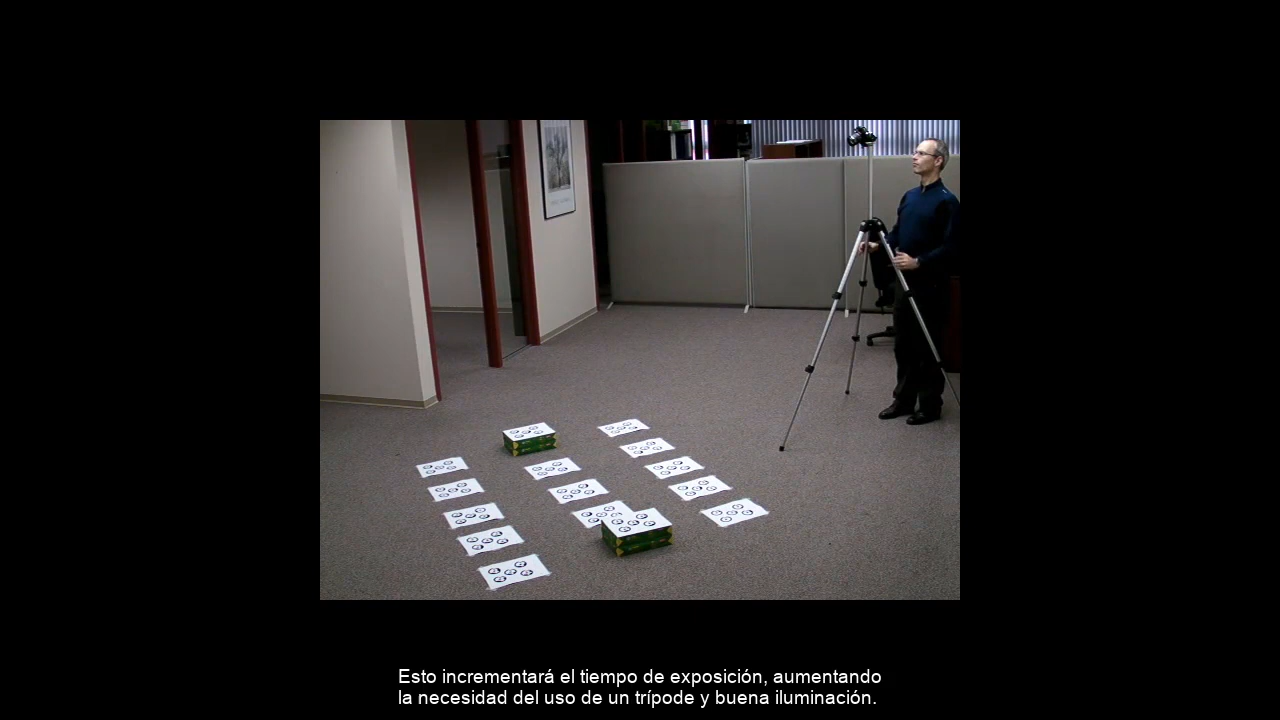 Esto incrementará el tiempo de exposición, aumentando
la necesidad del uso de un trípode y buena iluminación.